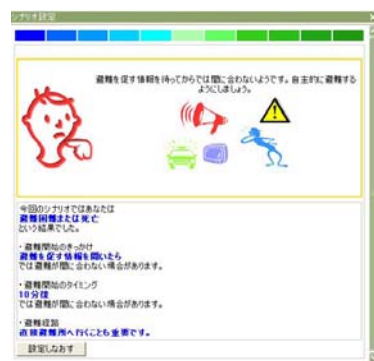 シナリオ設定
避難を促す情報を待ってからでは間に合わないようです。自主的に避難する
ようにしましょう。
今回のシナリオではあなたは
避難困難または死亡
という結果でした。
・避難開始のきっかけ
避難を促す情報を聞いたら
では避難が間に合わない場合があります。
・避難開始のタイミング
10分後
では避難が間に合わない場合があります。
・避難経路
直接避難所へ行くことも重要です。
設定しなおす